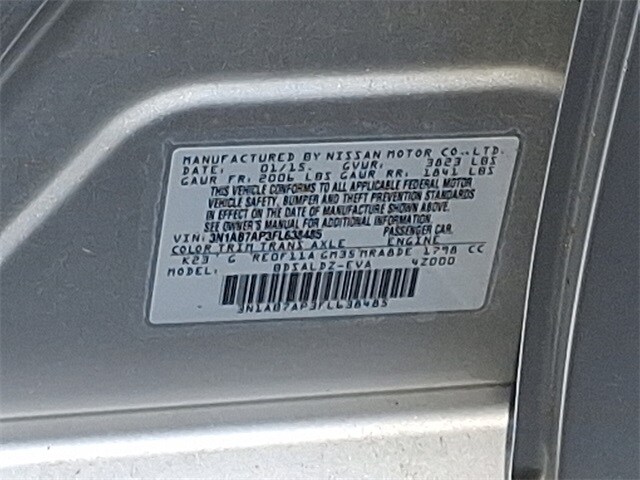 MANUFACTURED BY NISSAN MOTOR CO.,LTD.
DATE: 01/15. GVWR: 3823 LBS
GAWR FR: 2006 LBS GAWR RR: 1841 LBS
THIS VEHICLE CONFORMS TO ALL APPLICABLE FEDERAL MOTOR
VEHICLE SAFETY, BUMPER AND THEFT PREVENTION STANDARDS
IN EFFECT ON THE DATE OF MANUFACTURE SHOWN ABOVE.
SEE OWNER'S MANUAL FOR ADDITIONAL INFORMATION.
VIN: 3N1AB7AP3FL638485 PASSENGER CAR
COLOR TRIM TRANS AXLE ENGINE
K23 G RE0F11A GM35 MRA8DE 1798 CC
BDSALDZ-EVA 4Z000
3N1AB7AP3FL638485